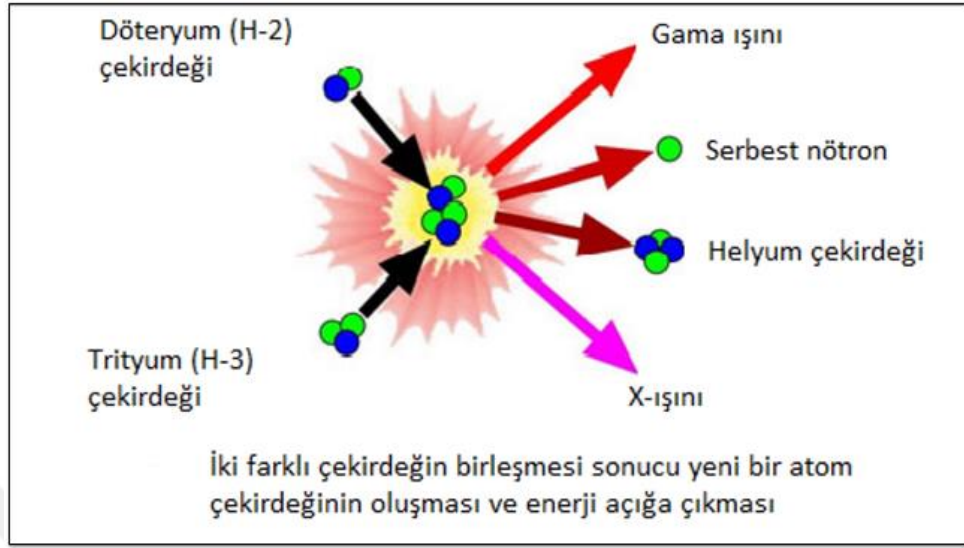 Döteryum (H-2)
çekirdeği
Gama ışını
Serbest nötron
Helyum çekirdeği
Trityum (H-3)
çekirdeği
X-ışını
İki farklı çekirdeğin birleşmesi sonucu yeni bir atom
çekirdeğinin oluşması ve enerji açığa çıkması